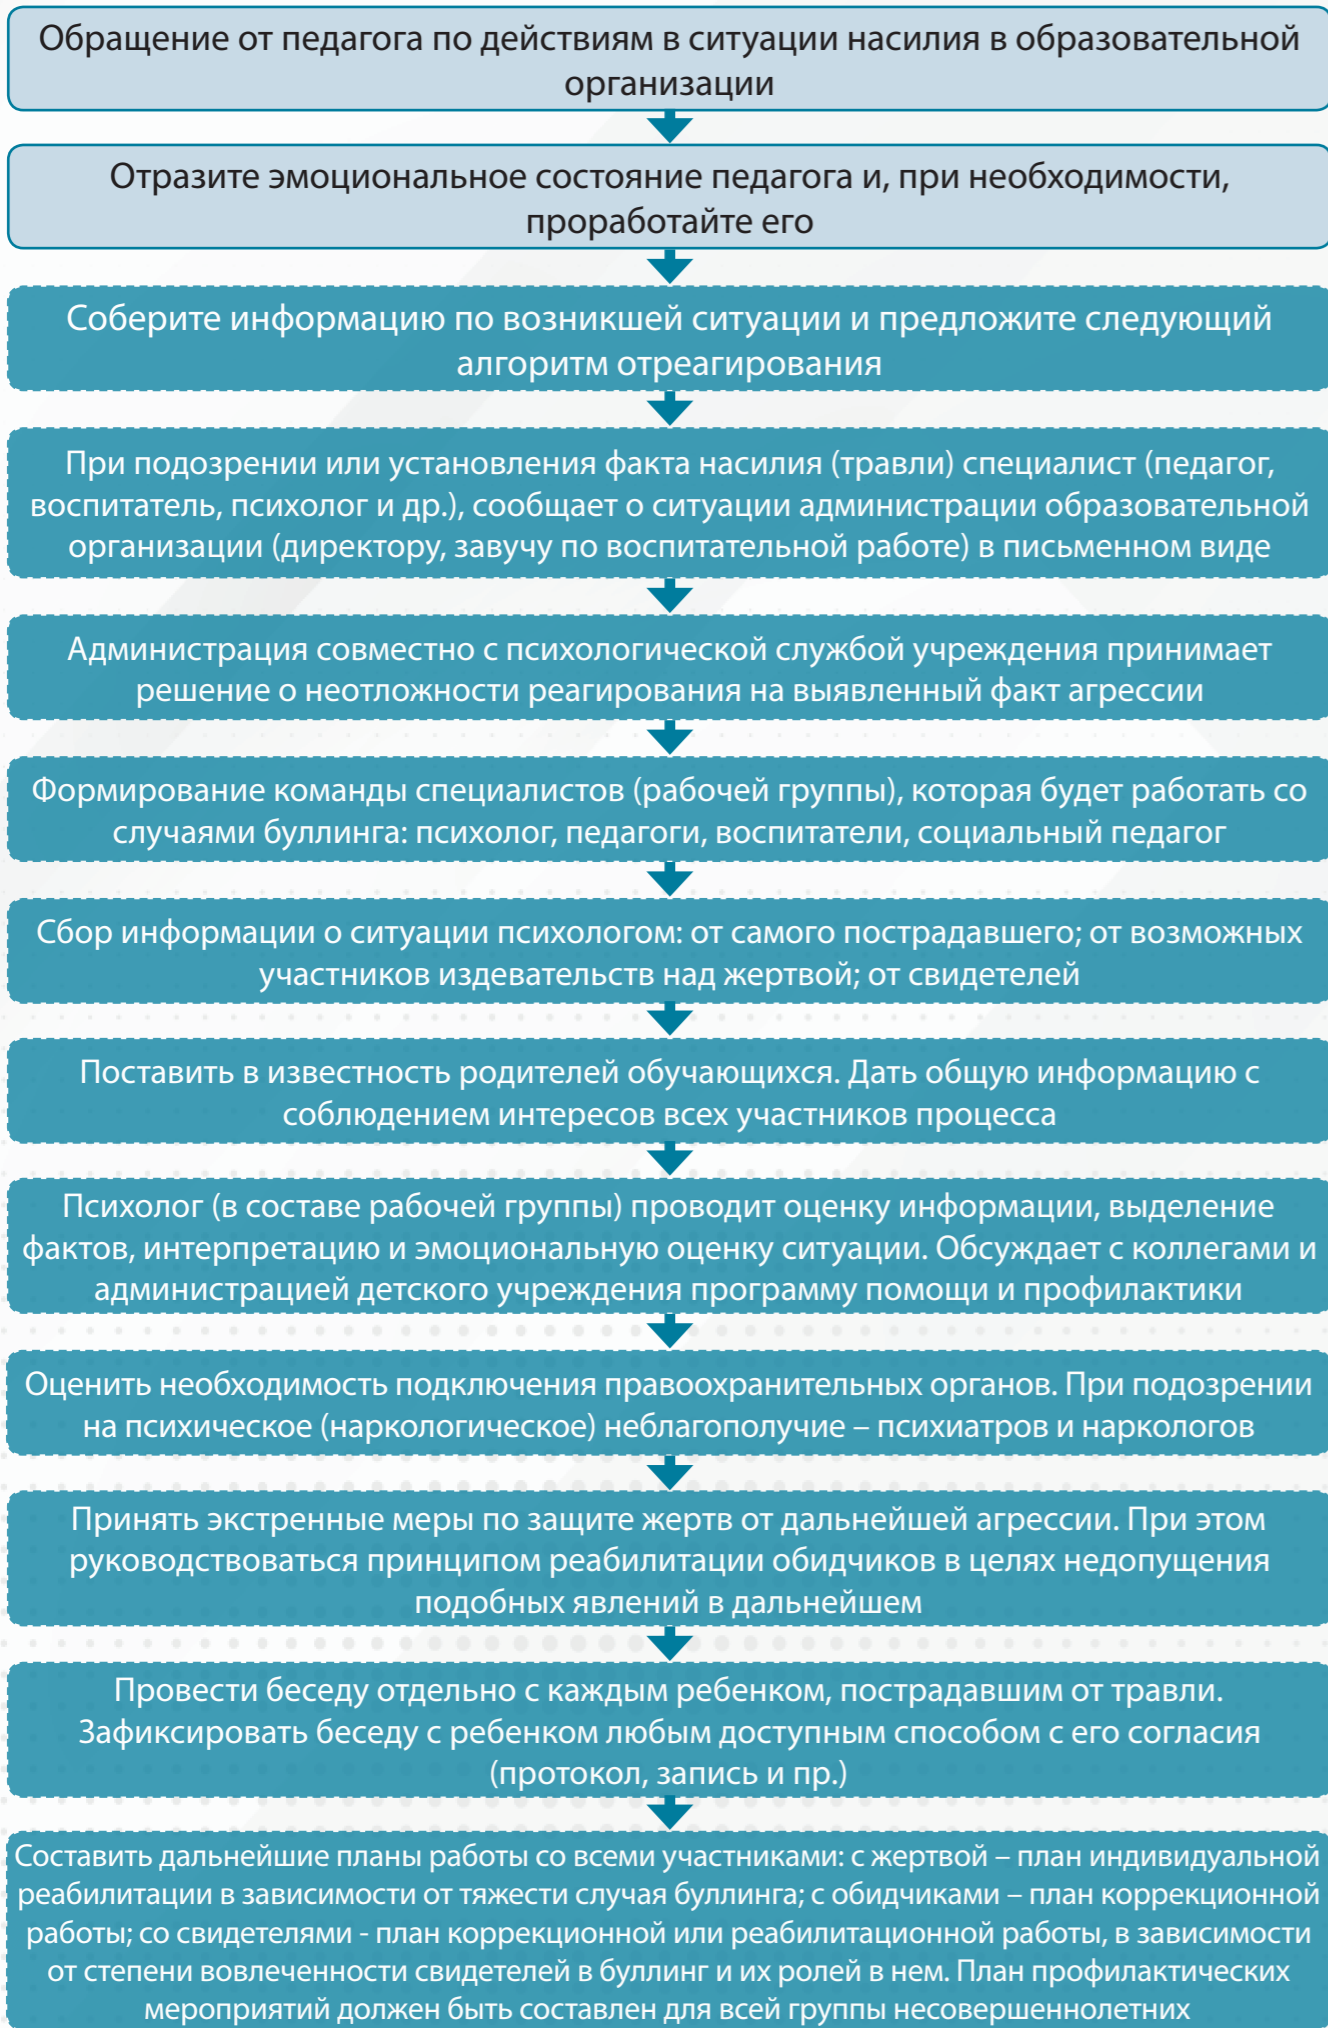 Обращение от педагога по действиям в ситуации насилия в образовательной
организации
Отразите эмоциональное состояние педагога и, при необходимости,
проработайте его
Соберите информацию по возникшей ситуации и предложите следующий
алгоритм отреагирования
При подозрении или установления факта насилия (травли) специалист (педагог,
воспитатель, психолог и др.), сообщает о ситуации администрации образовательной
организации (директору, завучу по воспитательной работе) в письменном виде
Администрация совместно с психологической службой учреждения принимает
решение о неотложности реагирования на выявленный факт агрессии
Формирование команды специалистов (рабочей группы), которая будет работать со
случаями буллинга: психолог, педагоги, воспитатели, социальный педагог
Сбор информации о ситуации психологом: от самого пострадавшего; от возможных
участников издевательств над жертвой; от свидетелей
Поставить в известность родителей обучающихся. Дать общую информацию с
соблюдением интересов всех участников процесса
Психолог (в составе рабочей группы) проводит оценку информации, выделение
фактов, интерпретацию и эмоциональную оценку ситуации. Обсуждает с коллегами и
администрацией детского учреждения программу помощи и профилактики
Оценить необходимость подключения правоохранительных органов. При подозрении
на психическое (наркологическое) неблагополучие – психиатров и наркологов
Принять экстренные меры по защите жертв от дальнейшей агрессии. При этом
руководствоваться принципом реабилитации обидчиков в целях недопущения
подобных явлений в дальнейшем
Провести беседу отдельно с каждым ребенком, пострадавшим от травли.
Зафиксировать беседу с ребенком любым доступным способом с его согласия
(протокол, запись и пр.)
Составить дальнейшие планы работы со всеми участниками: с жертвой – план индивидуальной
реабилитации в зависимости от тяжести случая буллинга; с обидчиками – план коррекционной
работы; со свидетелями - план коррекционной или реабилитационной работы, в зависимости
от степени вовлеченности свидетелей в буллинг и их ролей в нем. План профилактических
мероприятий должен быть составлен для всей группы несовершеннолетних